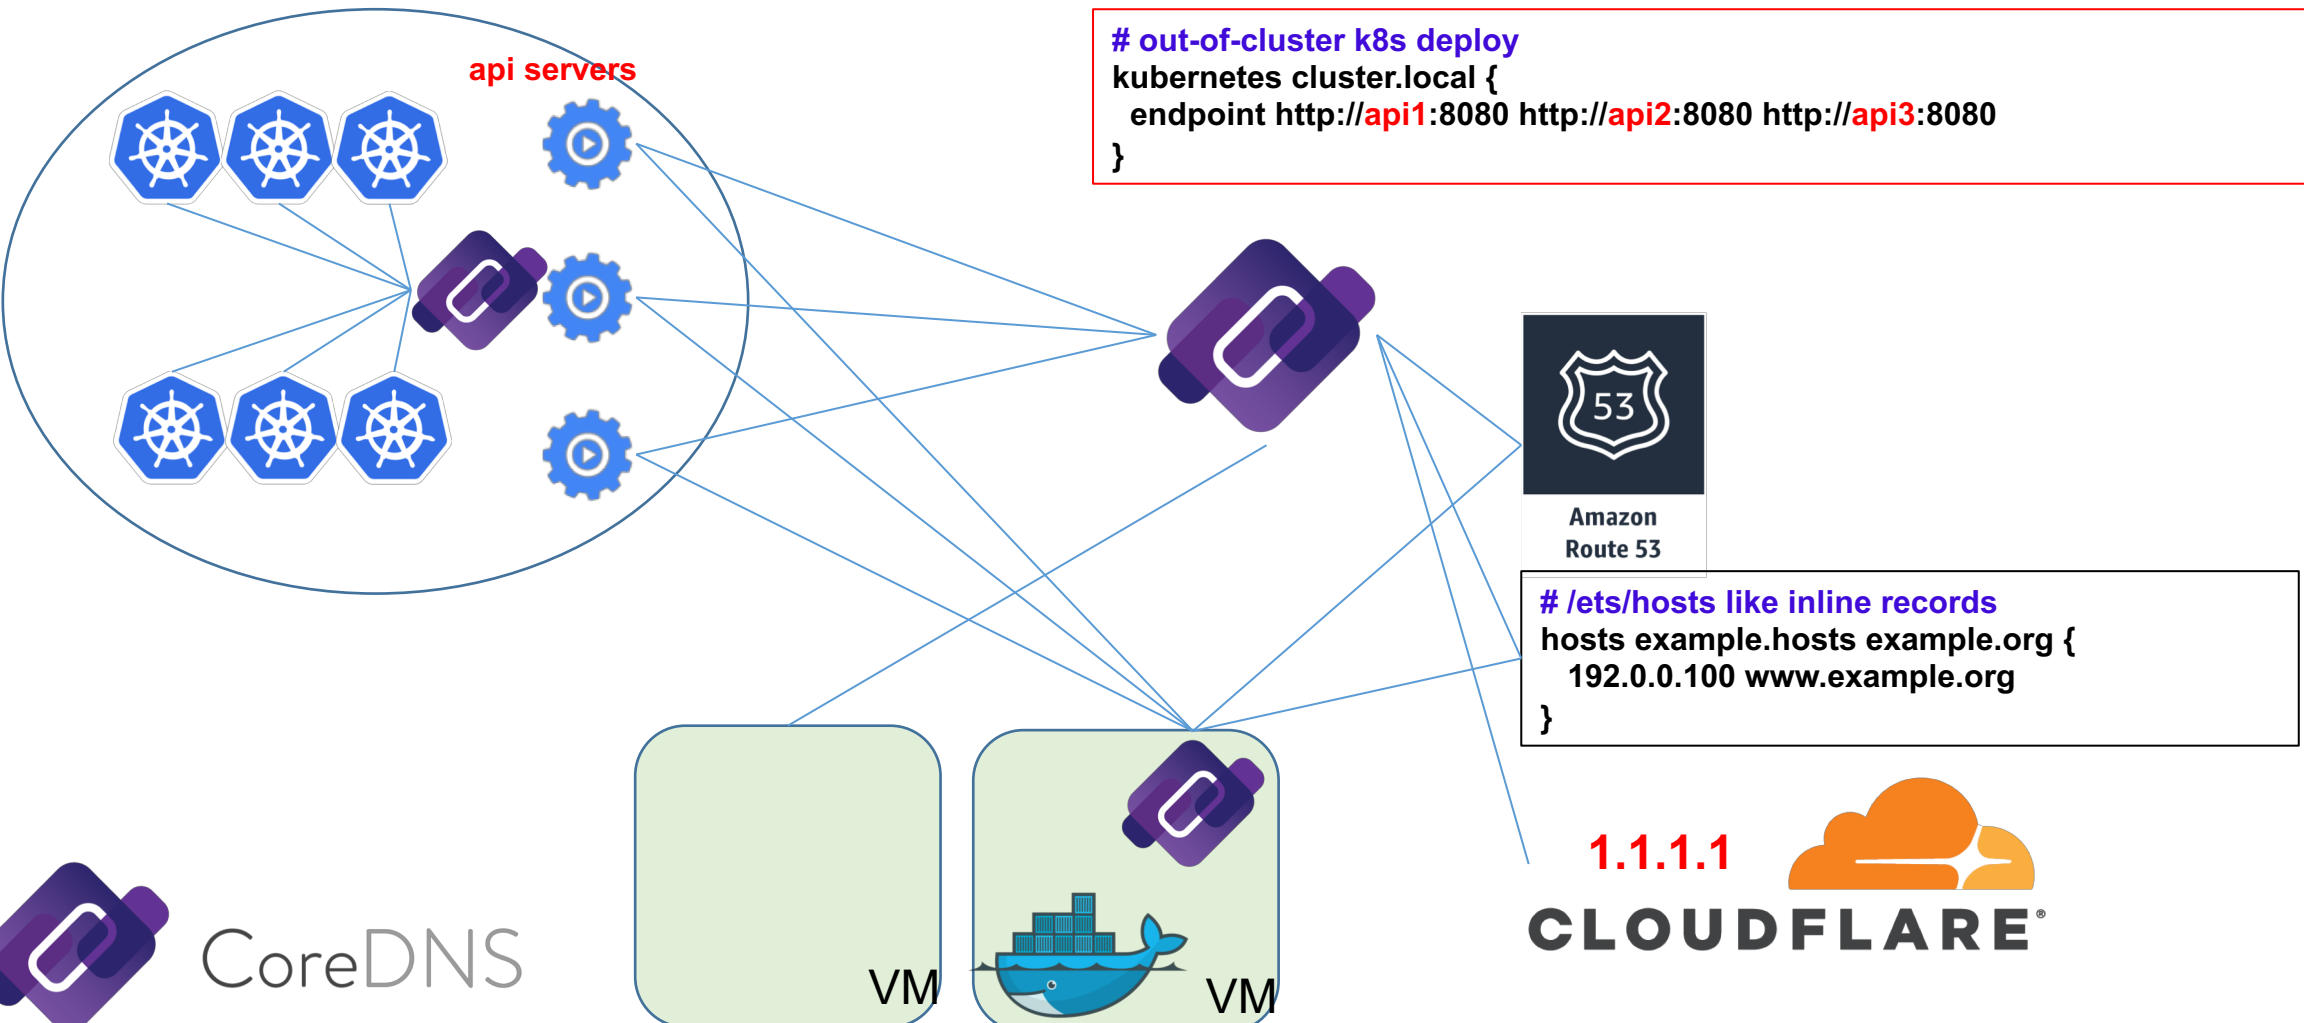 api servers
# out-of-cluster k8s deploy
kubernetes cluster.local {
endpoint http://api1:8080 http://api2:8080 http://api3:8080
}
53
Amazon
Route 53
# /ets/hosts like inline records
hosts example.hosts example.org {
192.0.0.100 www.example.org
}
1.1.1.1
CLOUDFLARE®
VM
VM
CoreDNS